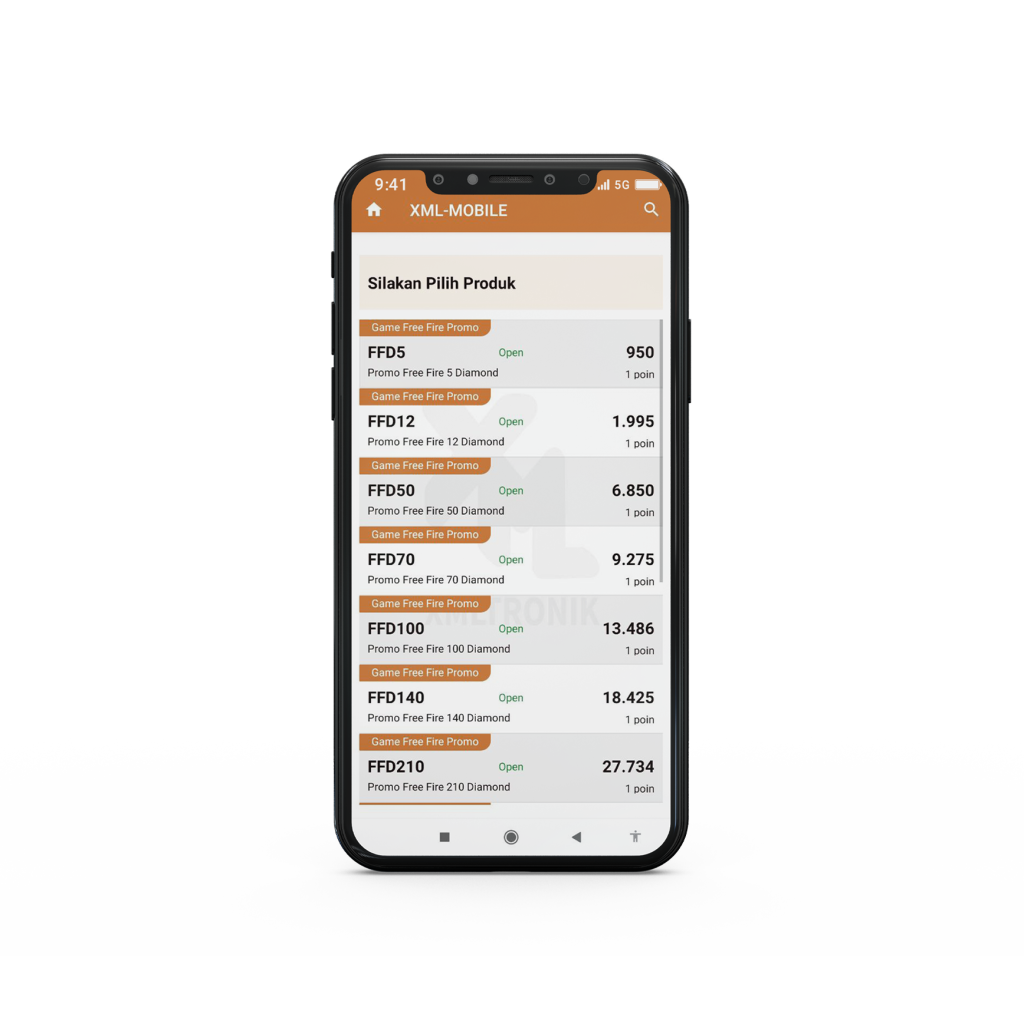 9:41 5G
XML-MOBILE
Silakan Pilih Produk
Game Free Fire Promo
FFD5 Open 950
Promo Free Fire 5 Diamond 1 poin
Game Free Fire Promo
FFD12 Open 1.995
Promo Free Fire 12 Diamond 1 poin
Game Free Fire Promo
FFD50 Open 6.850
Promo Free Fire 50 Diamond 1 poin
Game Free Fire Promo
FFD70 Open 9.275
Promo Free Fire 70 Diamond 1 poin
Game Free Fire Promo
XMLTRONIK
FFD100 Open 13.486
Promo Free Fire 100 Diamond 1 poin
Game Free Fire Promo
FFD140 Open 18.425
Promo Free Fire 140 Diamond 1 poin
Game Free Fire Promo
FFD210 Open 27.734
Promo Free Fire 210 Diamond 1 poin